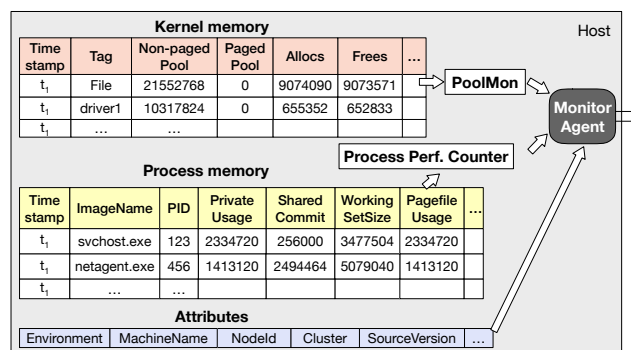 Kernel memory
Host
Time stamp Tag Non-paged Pool Paged Pool Allocs Frees ...
t1 File 21552768 0 9074090 9073571
t1 driver1 10317824 0 655352 652833
t1 ... ...
PoolMon
Monitor Agent
Process Perf. Counter
Process memory
Time stamp ImageName PID Private Usage Shared Commit Working SetSize Pagefile Usage ...
t1 svchost.exe 123 2334720 256000 3477504 2334720
t1 netagent.exe 456 1413120 2494464 5079040 1413120
t1 ... ...
Attributes
Environment MachineName NodeId Cluster SourceVersion ...